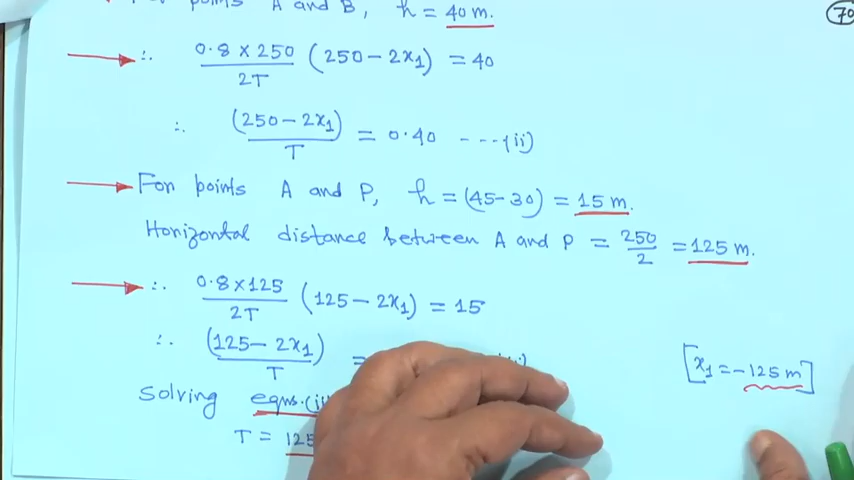 points A and B, h = 40 m.
70
∴ 0.8 × 250 / 2T (250 - 2x₁) = 40
∴ (250 - 2x₁) / T = 0.40 ---- (ii)
For points A and P, h = (45-30) = 15 m.
Horizontal distance between A and P = 250/2 = 125 m.
∴ 0.8 × 125 / 2T (125 - 2x₁) = 15
∴ (125 - 2x₁) / T =
[x₁ = -125 m]
Solving eqns. (ii)
T = 125